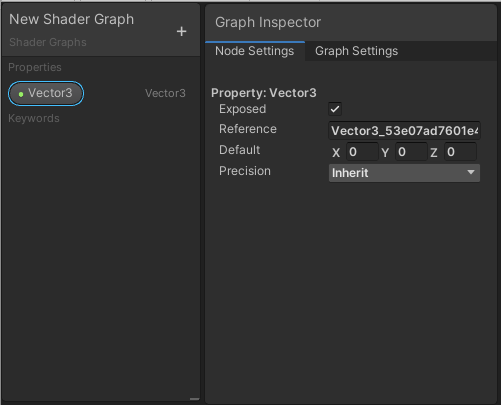 New Shader Graph
+
Shader Graphs
Properties
Vector3 Vector3
Keywords
Graph Inspector
Node Settings Graph Settings
Property: Vector3
Exposed
Reference Vector3_53e07ad7601e4
Default X 0 Y 0 Z 0
Precision Inherit